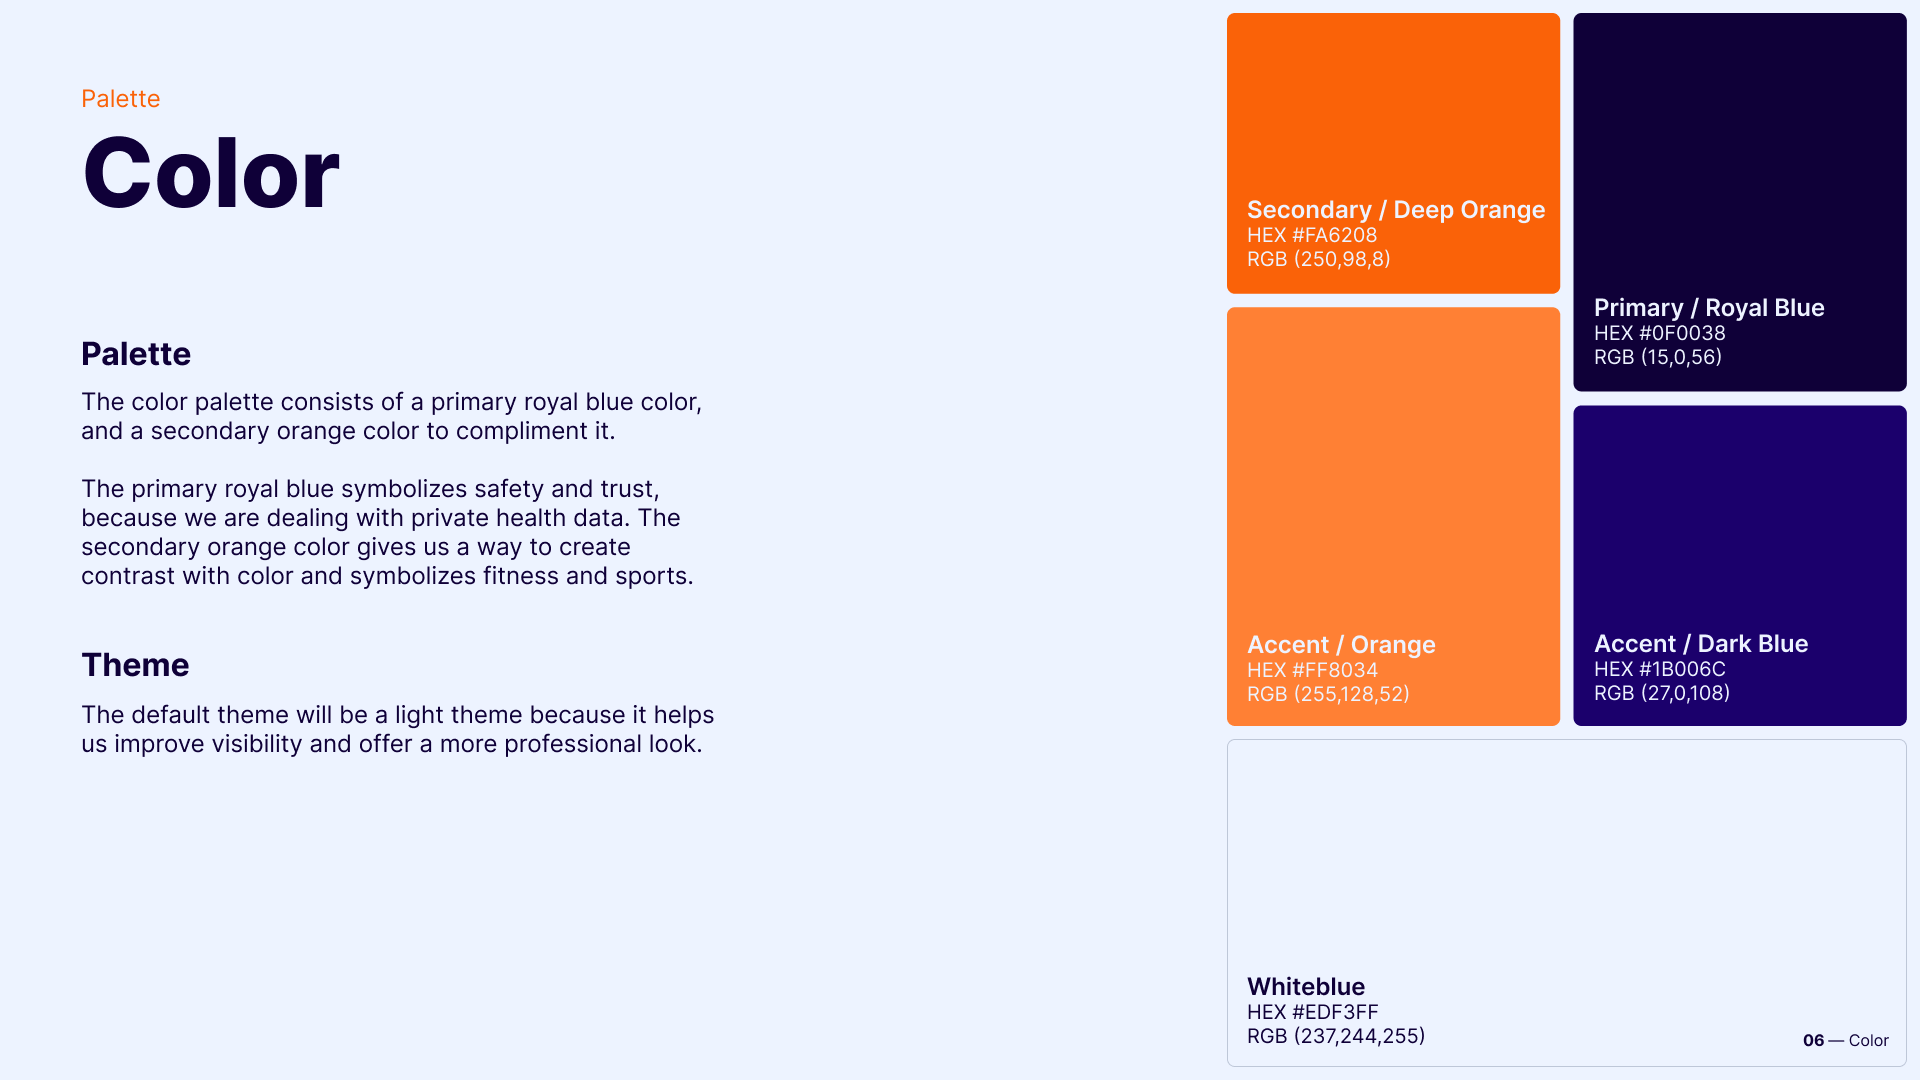 Palette
Color
Palette
The color palette consists of a primary royal blue color,
and a secondary orange color to compliment it.
The primary royal blue symbolizes safety and trust,
because we are dealing with private health data. The
secondary orange color gives us a way to create
contrast with color and symbolizes fitness and sports.
Theme
The default theme will be a light theme because it helps
us improve visibility and offer a more professional look.
Secondary / Deep Orange
HEX #FA6208
RGB (250,98,8)
Primary / Royal Blue
HEX #0F0038
RGB (15,0,56)
Accent / Orange
HEX #FF8034
RGB (255,128,52)
Accent / Dark Blue
HEX #1B006C
RGB (27,0,108)
Whiteblue
HEX #EDF3FF
RGB (237,244,255)
06 — Color